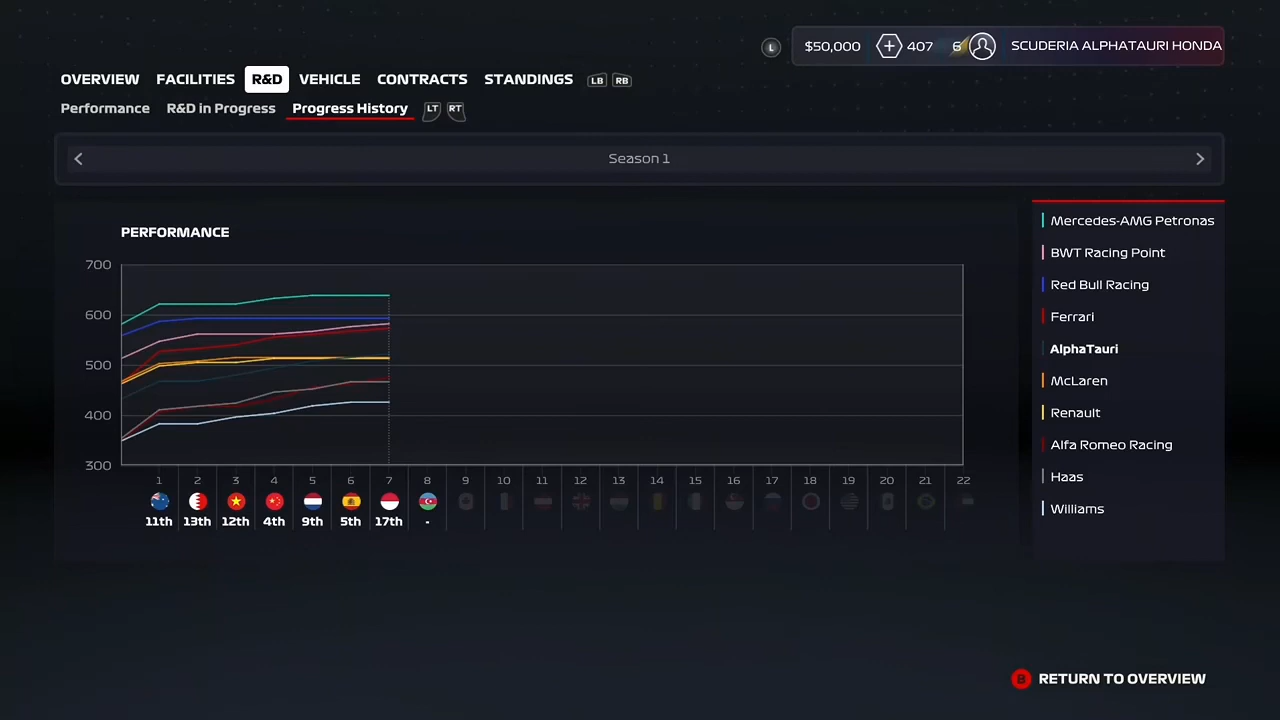 L $50,000 407 6 SCUDERIA ALPHATAURI HONDA
OVERVIEW FACILITIES R&D VEHICLE CONTRACTS STANDINGS LB RB
Performance R&D in Progress Progress History LT RT
Season 1
PERFORMANCE
700
600
500
400
300
1 2 3 4 5 6 7 8 9 10 11 12 13 14 15 16 17 18 19 20 21 22
11th 13th 12th 4th 9th 5th 17th -
Mercedes-AMG Petronas
BWT Racing Point
Red Bull Racing
Ferrari
AlphaTauri
McLaren
Renault
Alfa Romeo Racing
Haas
Williams
B RETURN TO OVERVIEW